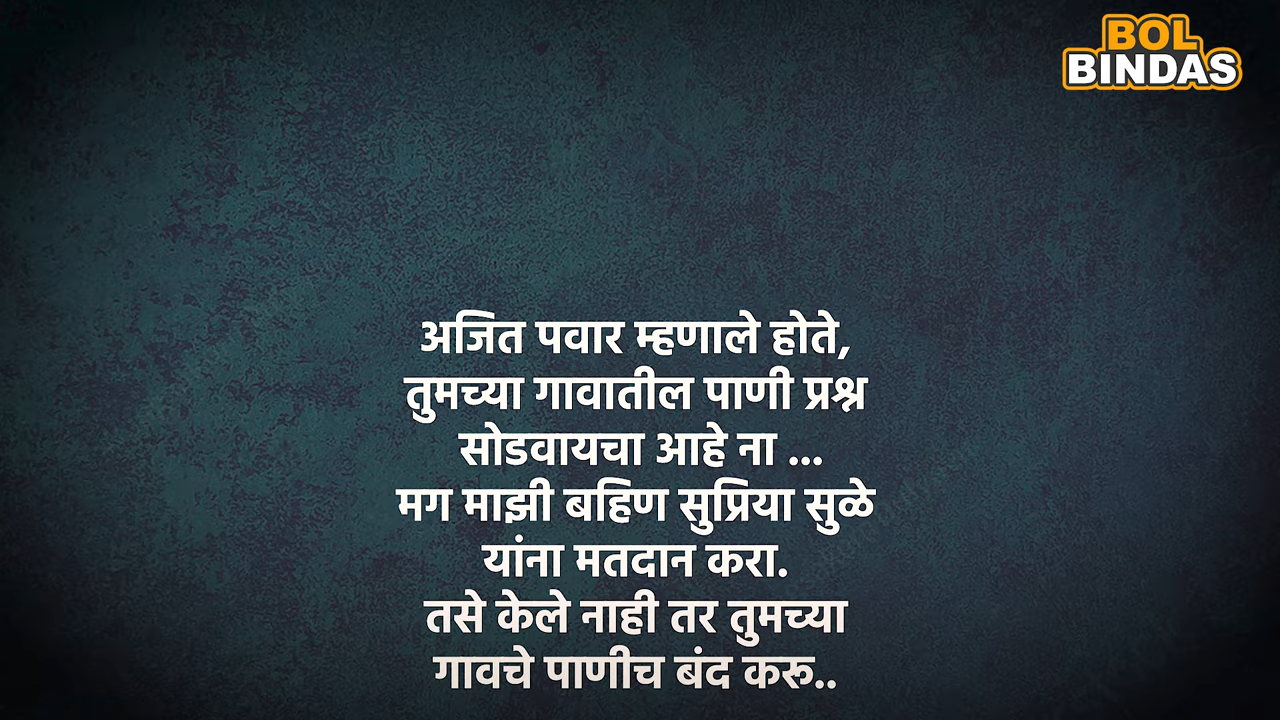 BOL
BINDAS
अजित पवार म्हणाले होते,
तुमच्या गावातील पाणी प्रश्न
सोडवायचा आहे ना ...
मग माझी बहिण सुप्रिया सुळे
यांना मतदान करा.
तसे केले नाही तर तुमच्या
गावचे पाणीच बंद करू..